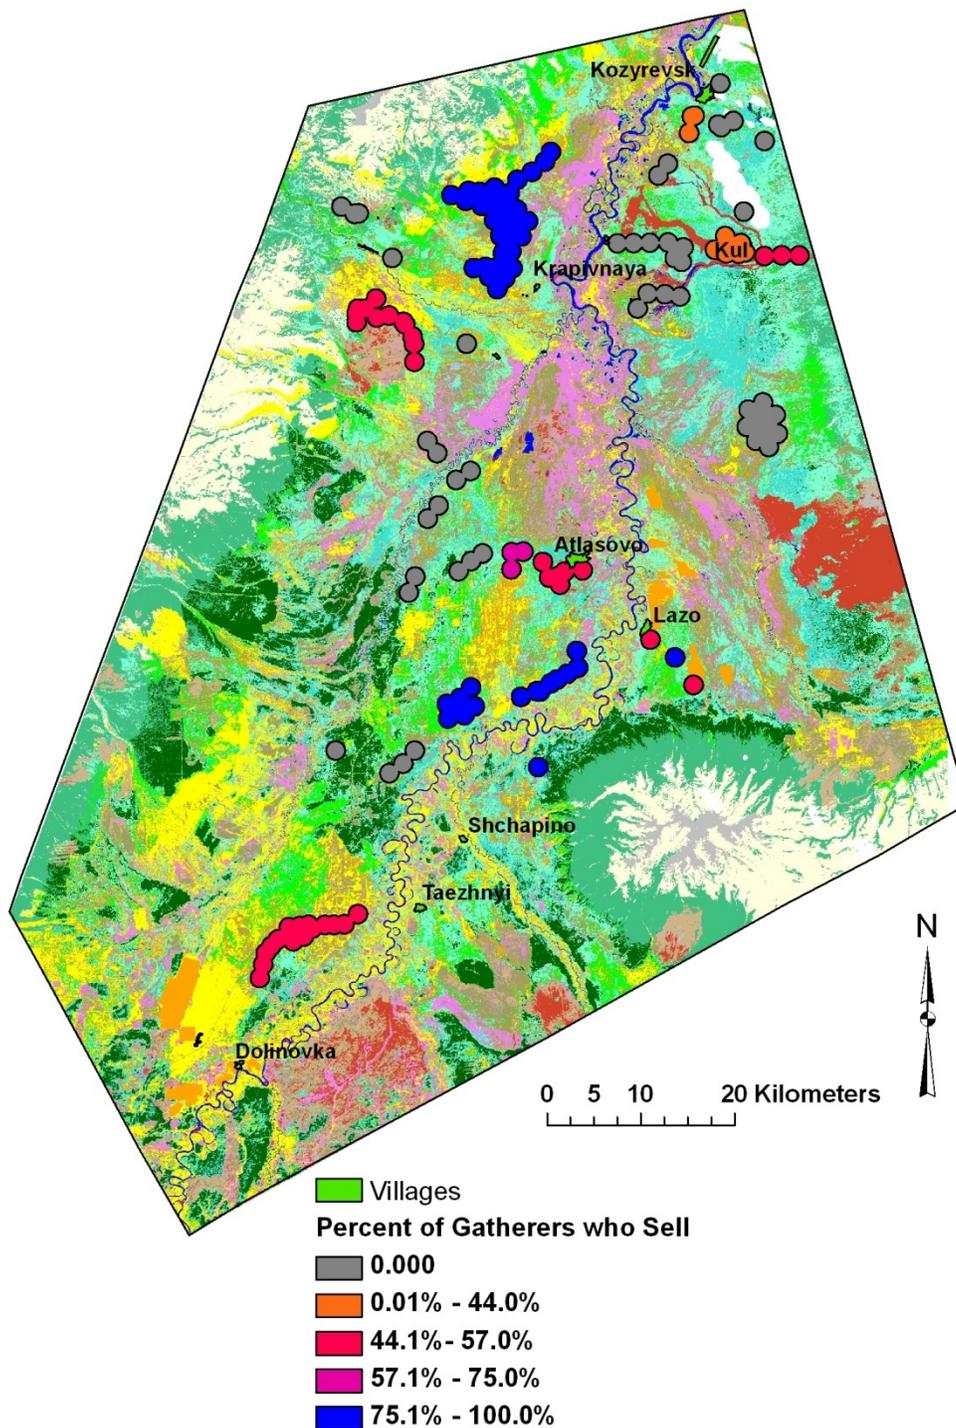 Kozyrevsk
Kul
Krapivnaya
Atlasovo
Lazo
Shchapino
Taezhnyi
N
Dolinovka
0 5 10 20 Kilometers
Villages
Percent of Gatherers who Sell
0.000
0.01% - 44.0%
44.1%- 57.0%
57.1% - 75.0%
75.1% - 100.0%